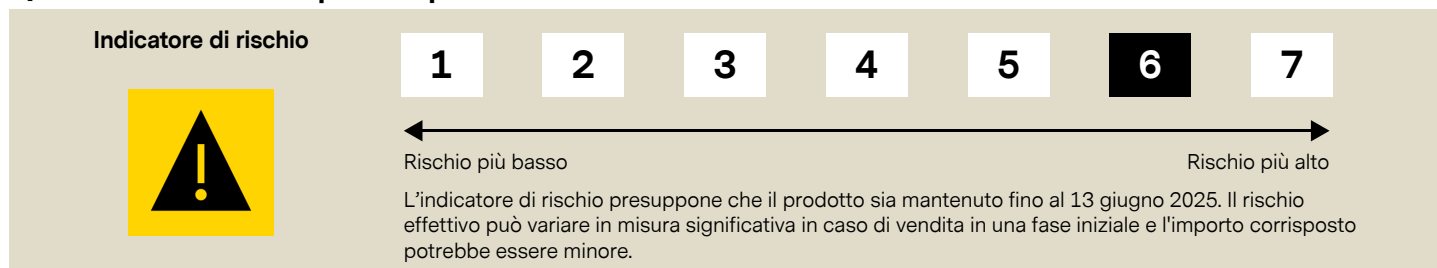 Indicatore di rischio
1 2 3 4 5 6 7
Rischio più basso Rischio più alto
L'indicatore di rischio presuppone che il prodotto sia mantenuto fino al 13 giugno 2025. Il rischio
effettivo può variare in misura significativa in caso di vendita in una fase iniziale e l'importo corrisposto
potrebbe essere minore.